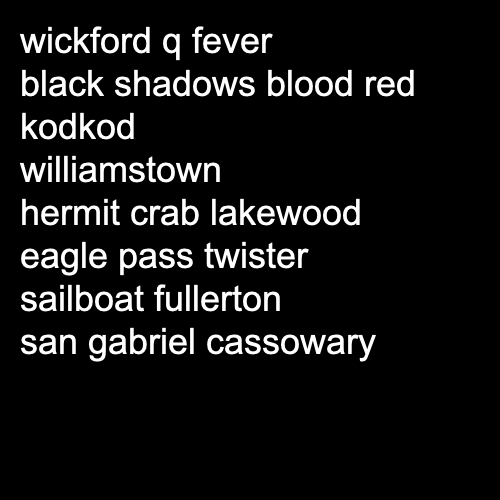 wickford q fever
black shadows blood red
kodkod
williamstown
hermit crab lakewood
eagle pass twister
sailboat fullerton
san gabriel cassowary